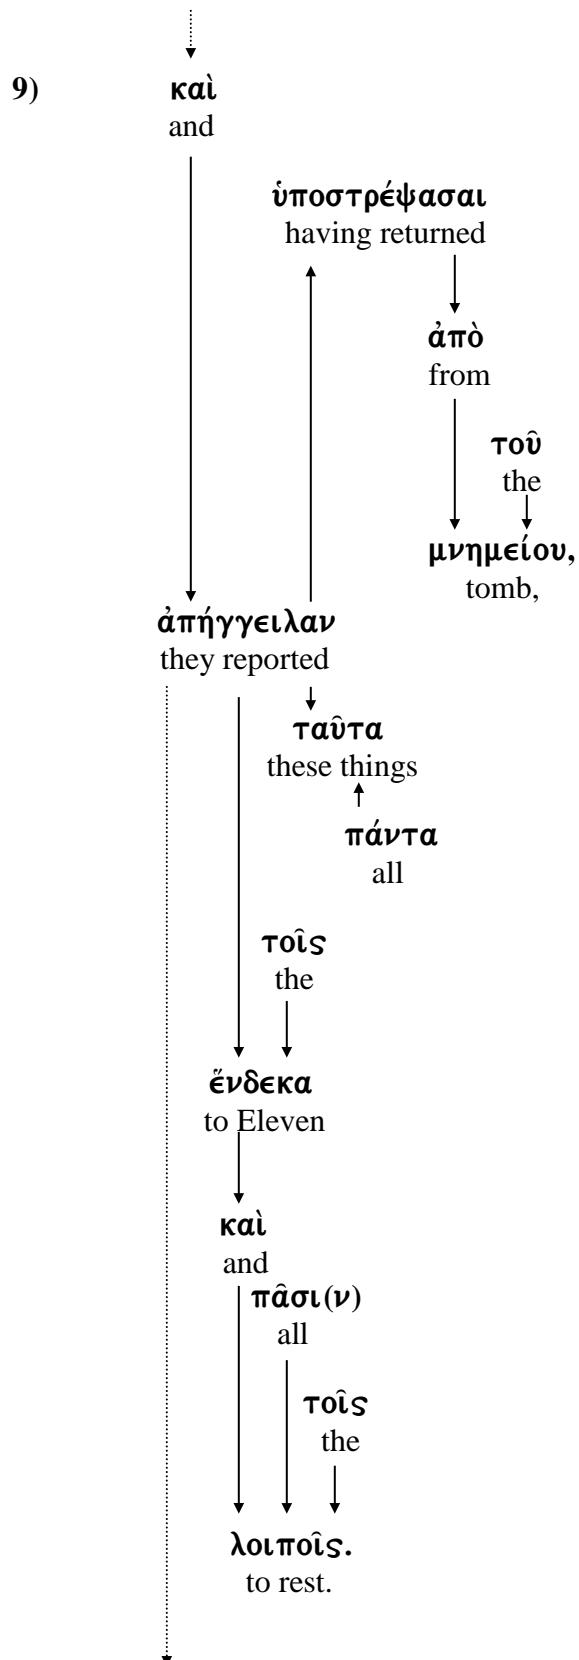 9) καὶ
and
ὑποστρέψασαι
having returned
ἀπὸ
from
τοῦ
the
μνημείου,
tomb,
ἀπήγγειλαν
they reported
ταῦτα
these things
πάντα
all
τοῖς
the
ἕνδεκα
to Eleven
καὶ
and
πᾶσι(ν)
all
τοῖς
the
λοιποῖς.
to rest.